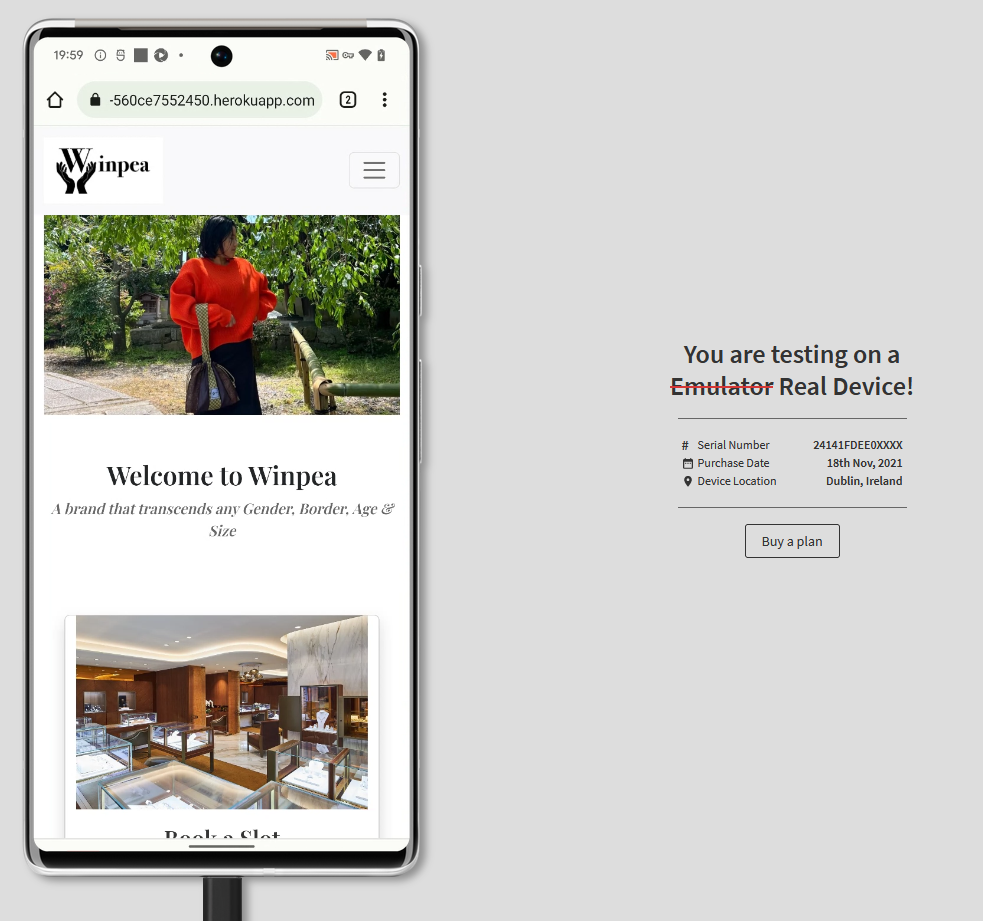 19:59
-560ce7552450.herokuapp.com
2
Winpea
Welcome to Winpea
A brand that transcends any Gender, Border, Age &
Size
Book a Slot
You are testing on a
Emulator Real Device!
# Serial Number 24141FDEE0XXXX
Purchase Date 18th Nov, 2021
Device Location Dublin, Ireland
Buy a plan